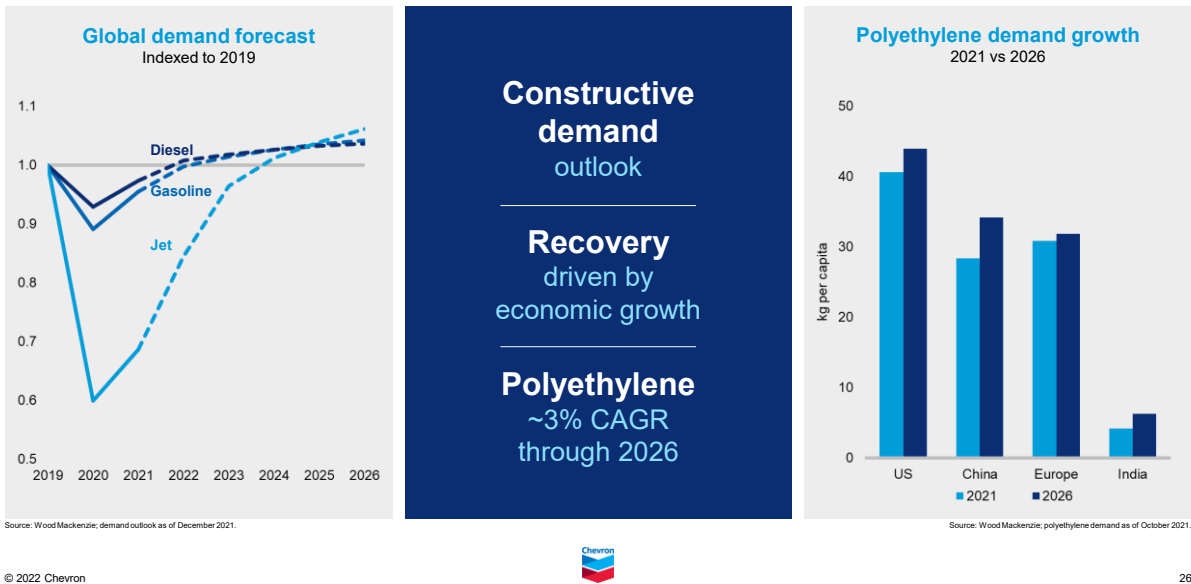 Global demand forecast
Indexed to 2019
1.1
1.0
0.9
0.8
0.7
0.6
0.5
Diesel
Gasoline
Jet
2019 2020 2021 2022 2023 2024 2025 2026
Source: Wood Mackenzie; demand outlook as of December 2021.
Constructive
demand
outlook
Recovery
driven by
economic growth
Polyethylene
~3% CAGR
through 2026
Polyethylene demand growth
2021 vs 2026
kg per capita
50
40
30
20
10
0
US China Europe India
2021 2026
Source: Wood Mackenzie; polyethylene demand as of October 2021.
Chevron
© 2022 Chevron
26